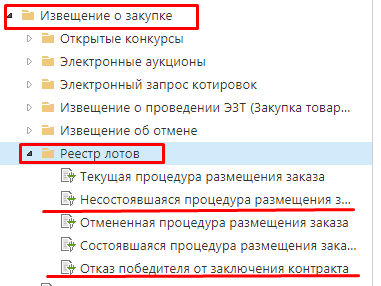 Извещение о закупке
Открытые конкурсы
Электронные аукционы
Электронный запрос котировок
Извещение о проведении ЭЗТ (Закупка товар...
Извещение об отмене
Реестр лотов
Текущая процедура размещения заказа
Несостоявшаяся процедура размещения з...
Отмененная процедура размещения заказа
Состоявшаяся процедура размещения зака...
Отказ победителя от заключения контракта